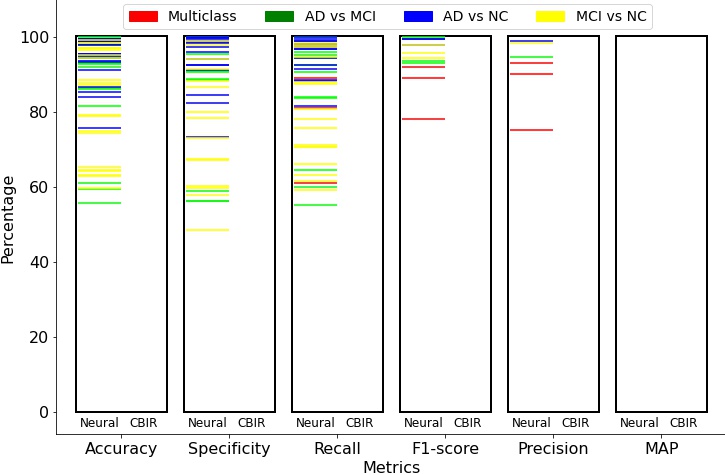 Multiclass AD vs MCI AD vs NC MCI vs NC
100
80
60
40
20
0
Percentage
Neural CBIR Neural CBIR Neural CBIR Neural CBIR Neural CBIR Neural CBIR
Accuracy Specificity Recall F1-score Precision MAP
Metrics